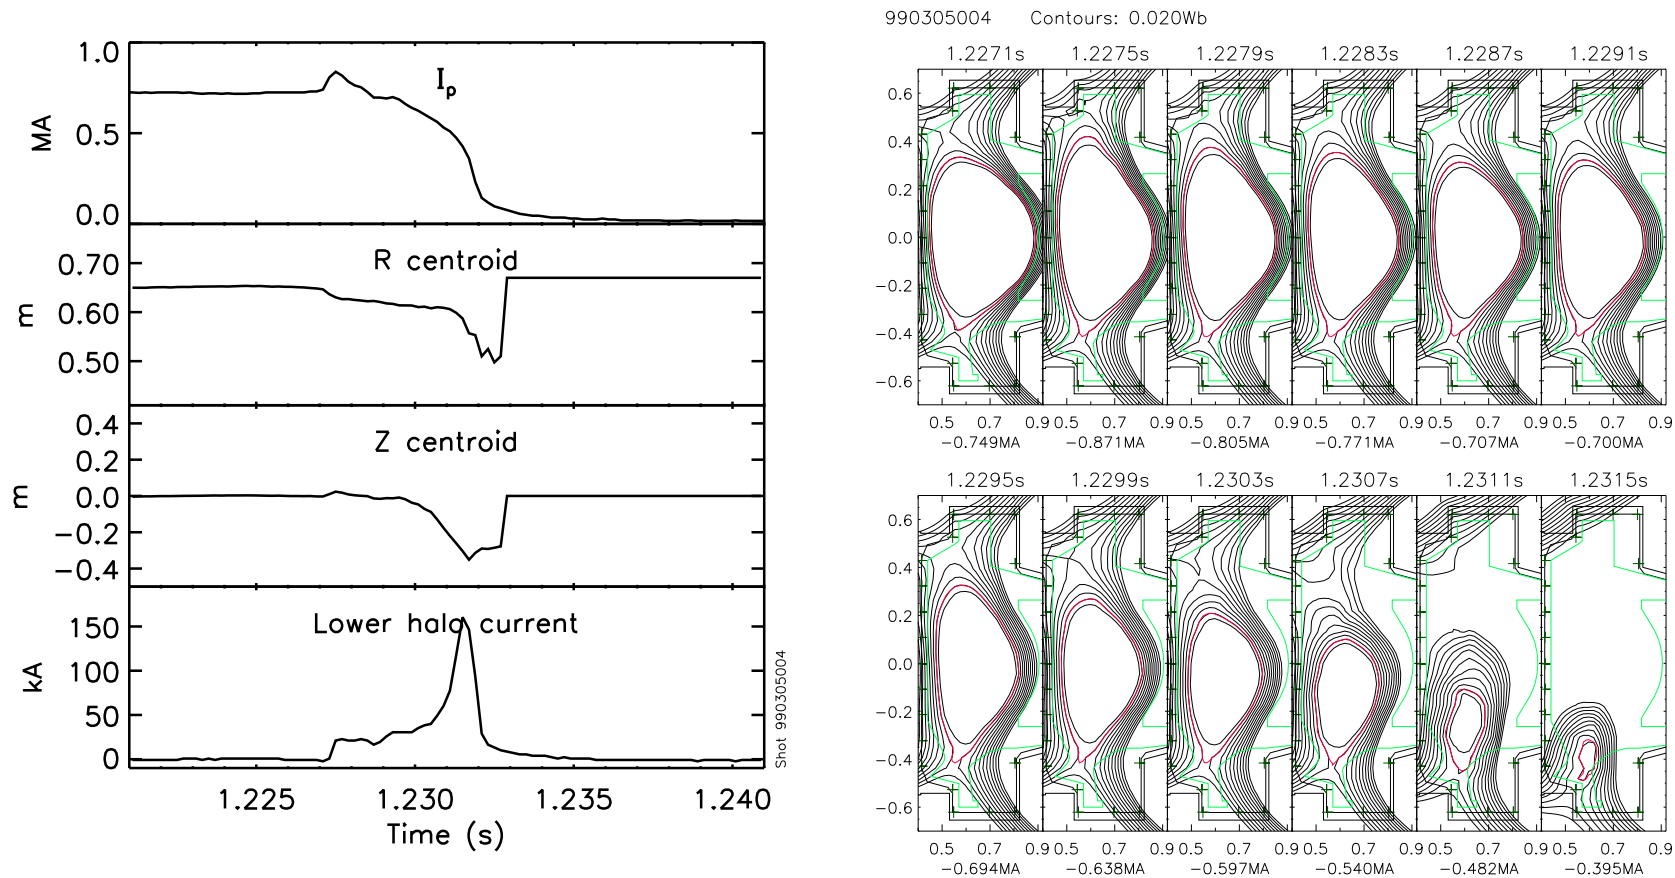 1.0
I_p
MA
0.5
0.0
R centroid
0.70
m
0.60
0.50
0.4
Z centroid
0.2
m
0.0
−0.2
−0.4
Lower halo current
150
kA
100
50
0
1.225 1.230 1.235 1.240
Time (s)
Shot 990305004
990305004 Contours: 0.020Wb
1.2271s 1.2275s 1.2279s 1.2283s 1.2287s 1.2291s
0.6
0.4
0.2
0.0
−0.2
−0.4
−0.6
0.5 0.7 0.9 0.5 0.7 0.9 0.5 0.7 0.9 0.5 0.7 0.9 0.5 0.7 0.9 0.5 0.7 0.9
−0.749MA −0.871MA −0.805MA −0.771MA −0.707MA −0.700MA
1.2295s 1.2299s 1.2303s 1.2307s 1.2311s 1.2315s
0.6
0.4
0.2
0.0
−0.2
−0.4
−0.6
0.5 0.7 0.9 0.5 0.7 0.9 0.5 0.7 0.9 0.5 0.7 0.9 0.5 0.7 0.9 0.5 0.7 0.9
−0.694MA −0.638MA −0.597MA −0.540MA −0.482MA −0.395MA